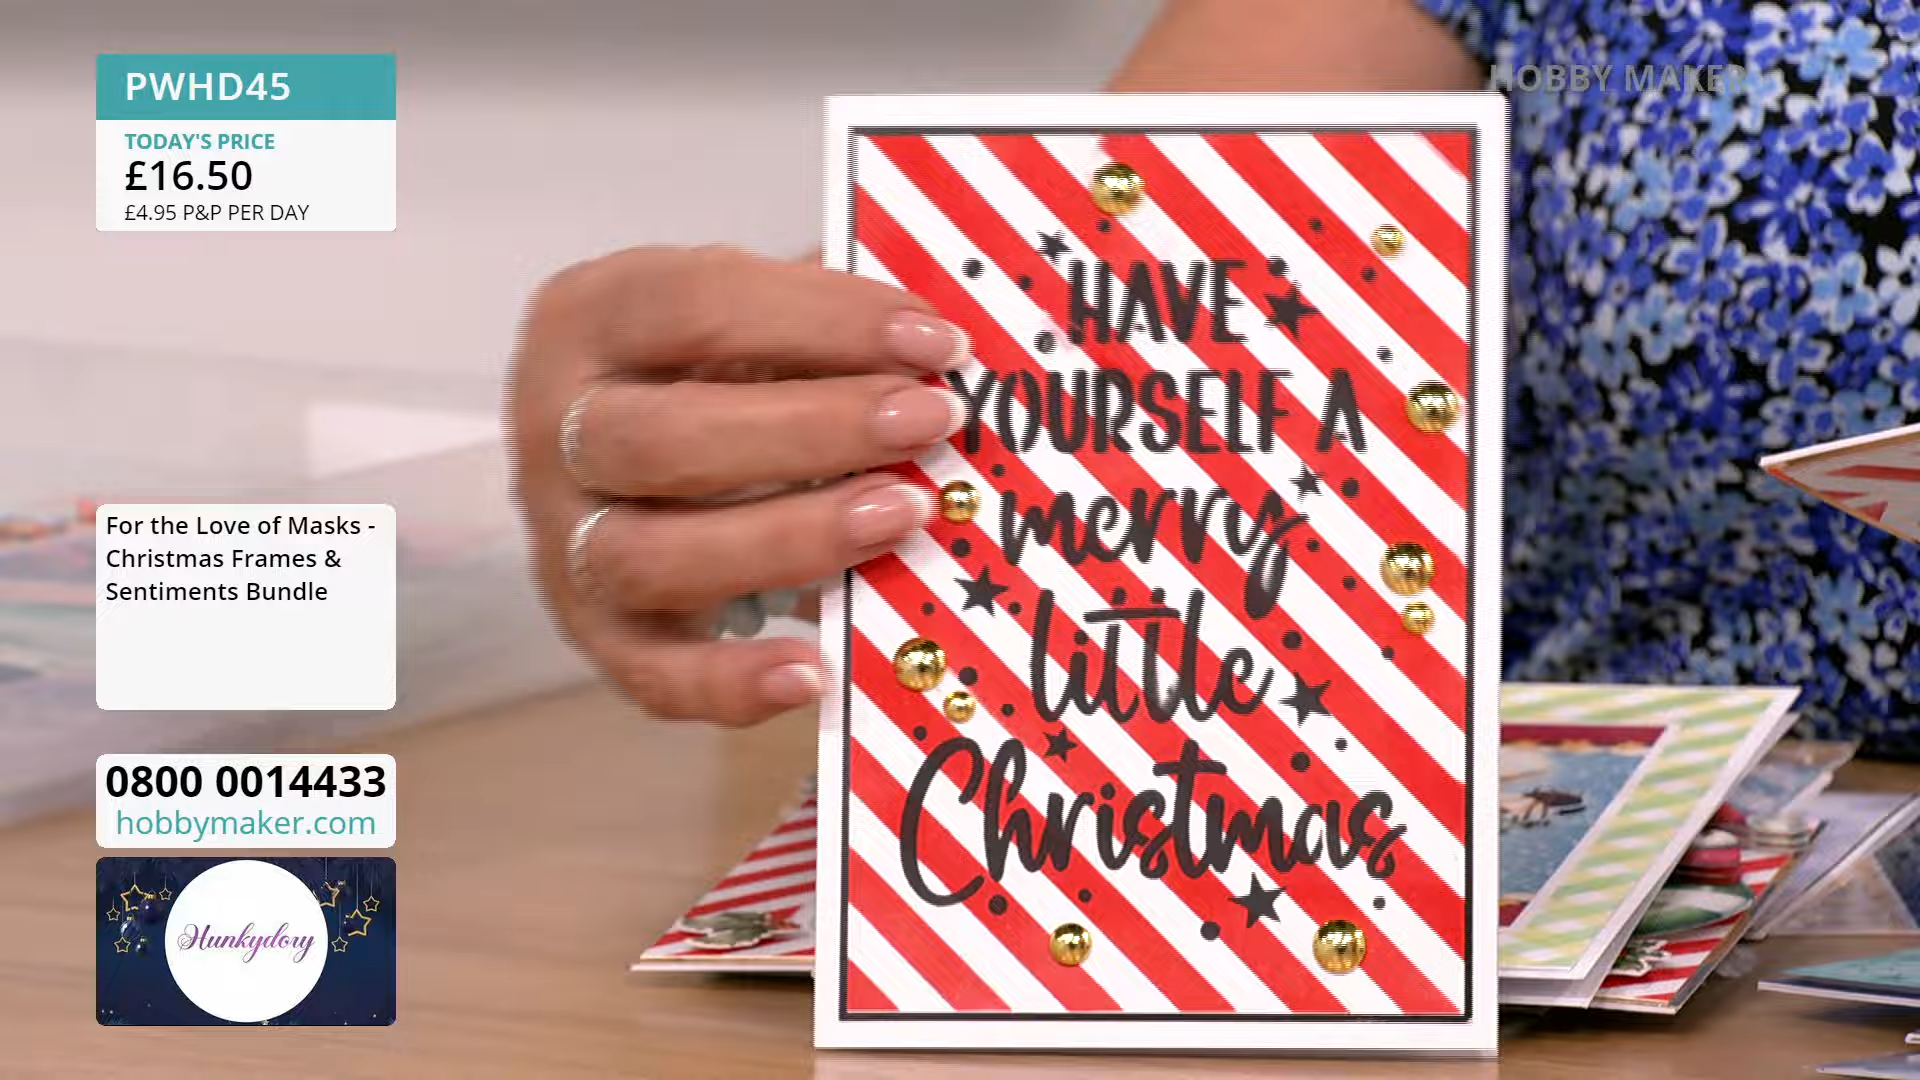 PWHD45
TODAY'S PRICE
£16.50
£4.95 P&P PER DAY
HOBBY MAKER
HAVE
YOURSELF A
merry
little
Christmas
For the Love of Masks -
Christmas Frames &
Sentiments Bundle
0800 0014433
hobbymaker.com
Hunkydory